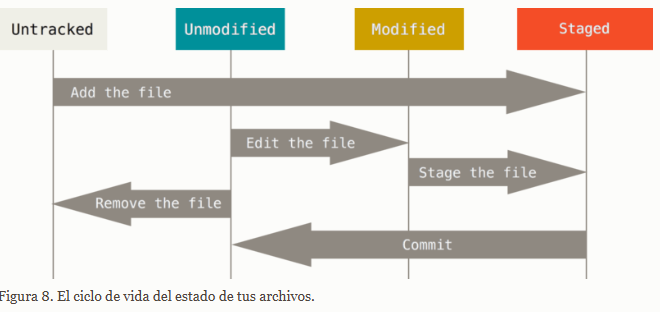 Untracked
Unmodified
Modified
Staged
Add the file
Edit the file
Stage the file
Remove the file
Commit
Figura 8. El ciclo de vida del estado de tus archivos.